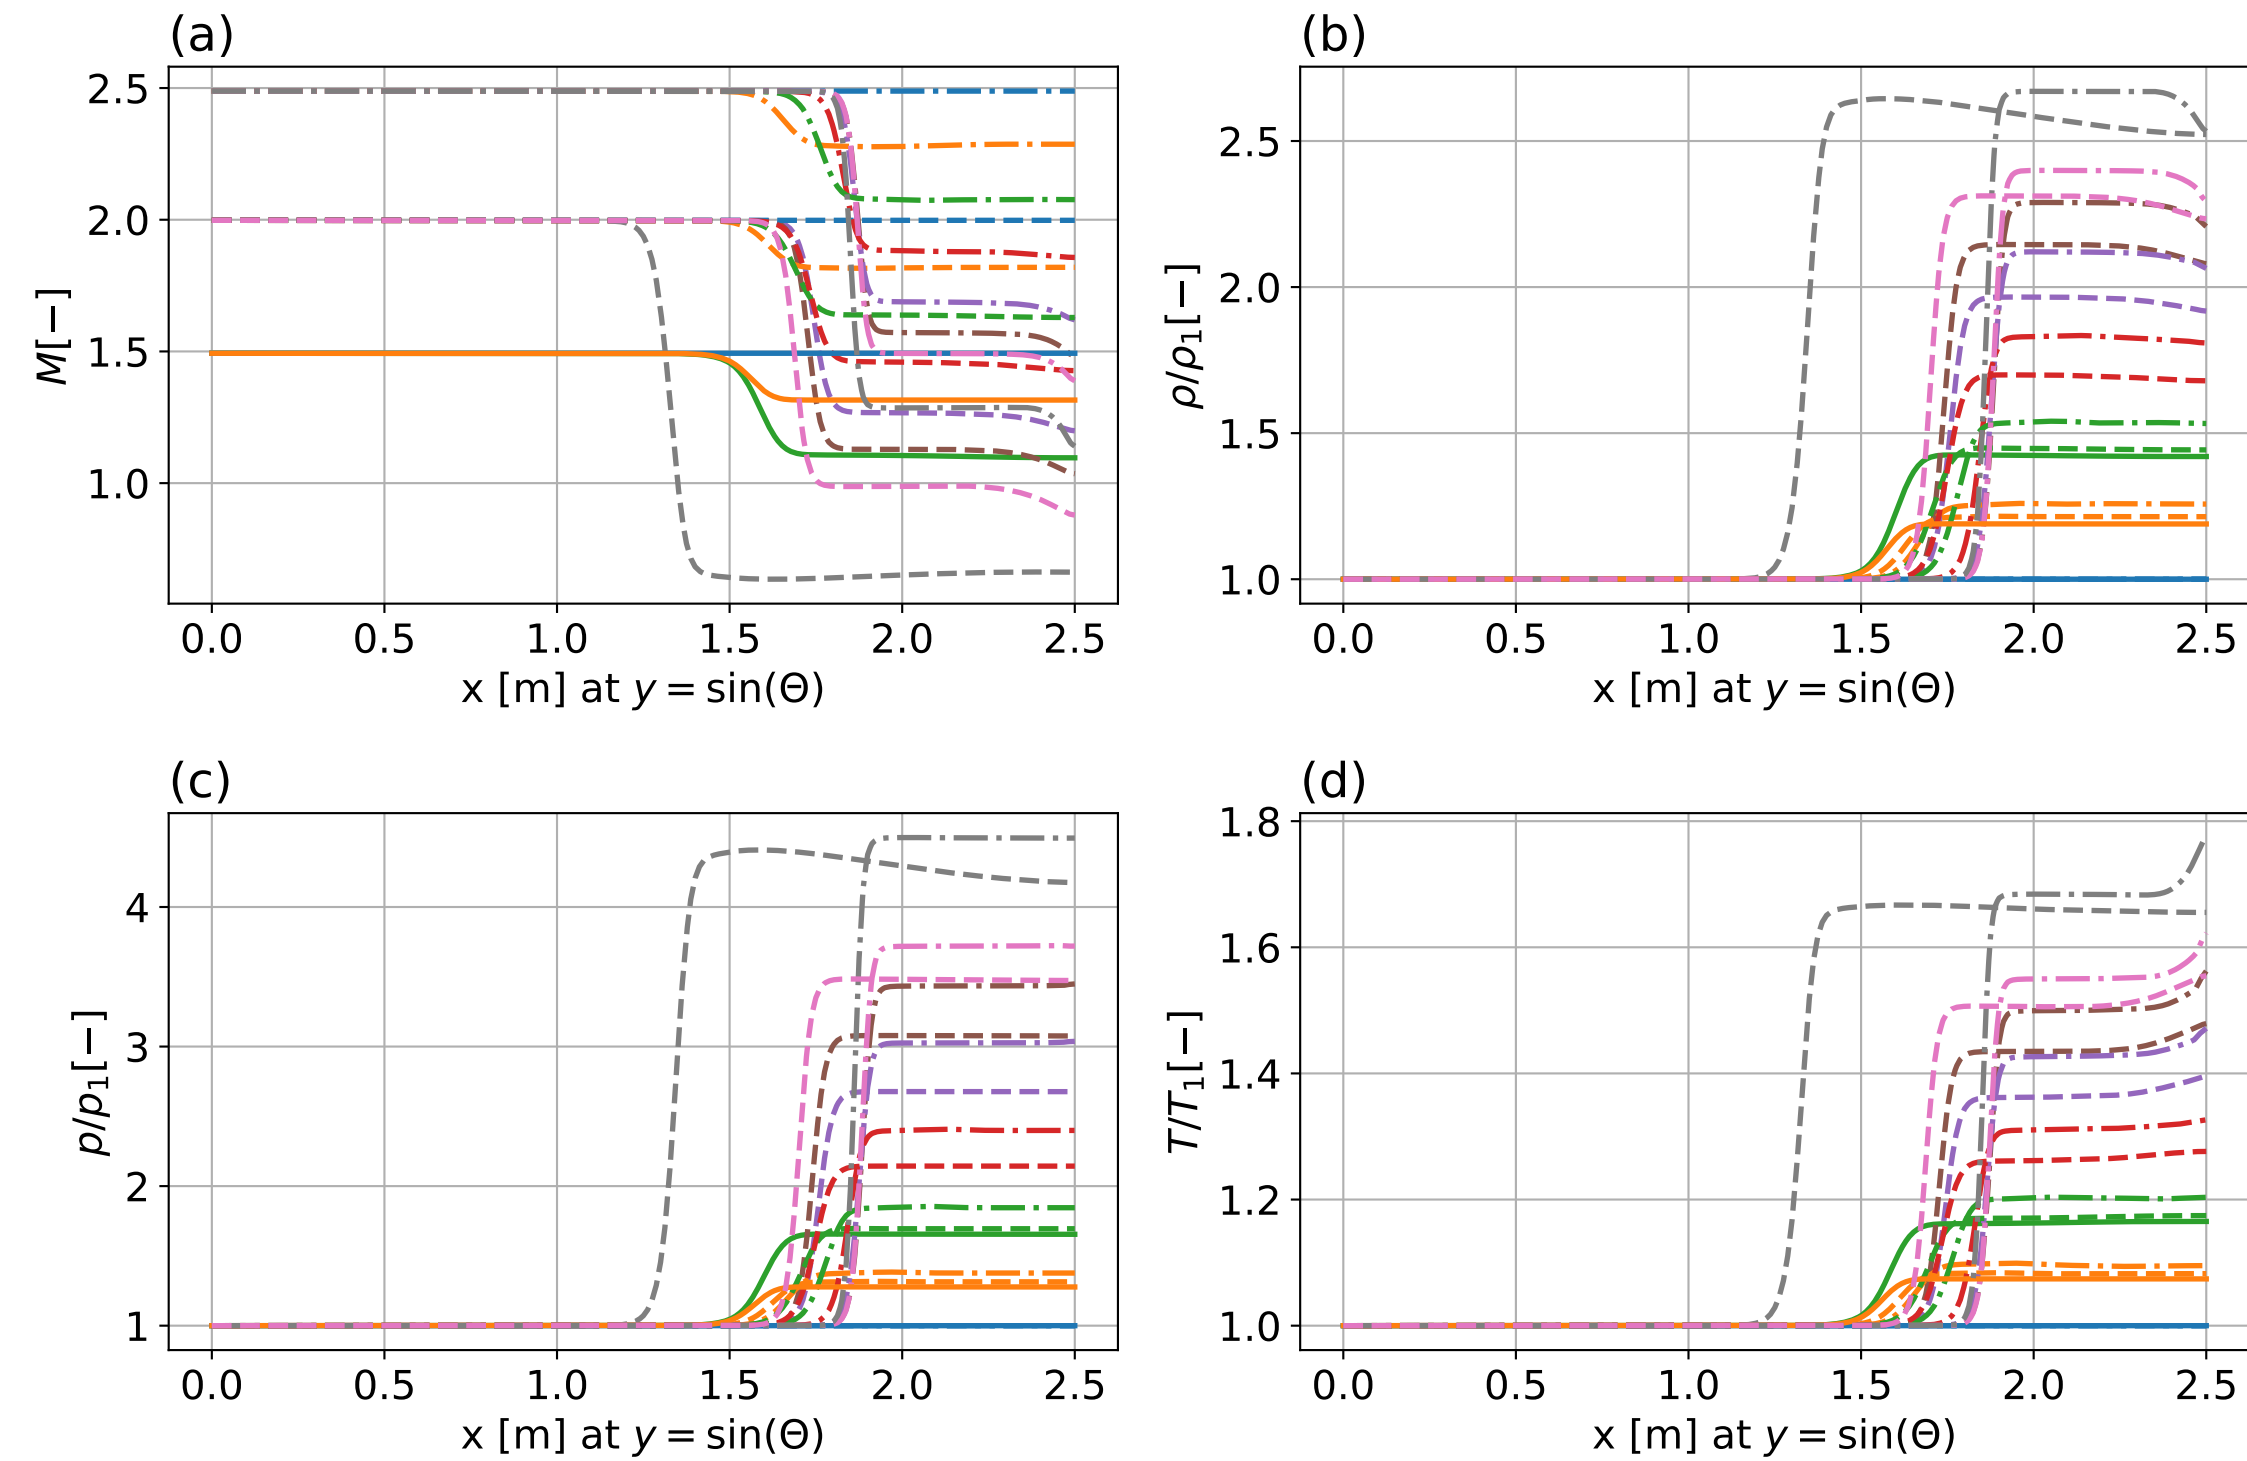 (a)
2.5
2.0
1.5
1.0
M[−]
0.0 0.5 1.0 1.5 2.0 2.5
x [m] at y = sin(Θ)
(b)
2.5
2.0
1.5
1.0
ρ/ρ₁[−]
0.0 0.5 1.0 1.5 2.0 2.5
x [m] at y = sin(Θ)
(c)
4
3
2
1
p/p₁[−]
0.0 0.5 1.0 1.5 2.0 2.5
x [m] at y = sin(Θ)
(d)
1.8
1.6
1.4
1.2
1.0
T/T₁[−]
0.0 0.5 1.0 1.5 2.0 2.5
x [m] at y = sin(Θ)